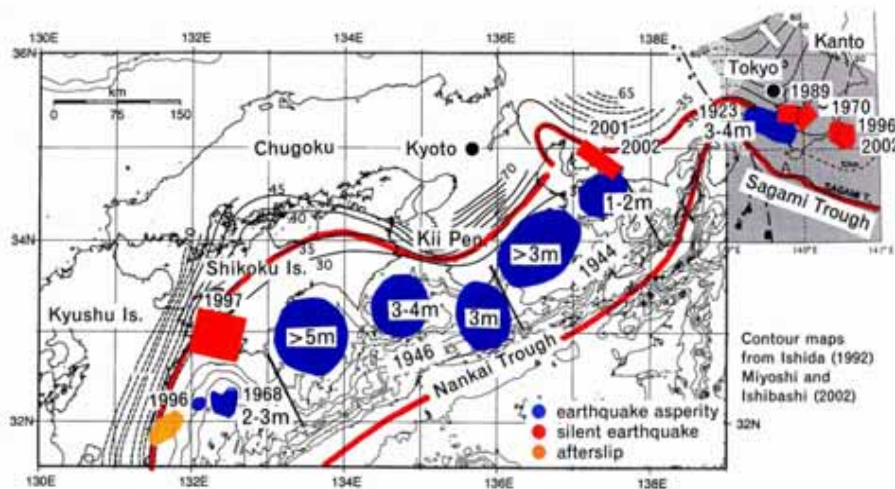 130E
132E
134E
136E
138E
36N
km
0 75 150
Chugoku
Kyoto
65
2001
2002
35
Tokyo
Kanto
1989
1970
1923
3-4m
1996
2002
Sagami Trough
SAGAMI T.
140°E
141°E
34N
45
40
35
30
70
Kii Pen.
Shikoku Is.
Kyushu Is.
1997
>5m
3-4m
3m
>3m
1-2m
1944
1946
Nankai Trough
1996
1968
2-3m
32N
32N
Contour maps
from Ishida (1992)
Miyoshi and
Ishibashi (2002)
earthquake asperity
silent earthquake
afterslip
130E
132E
134E
136E
138E